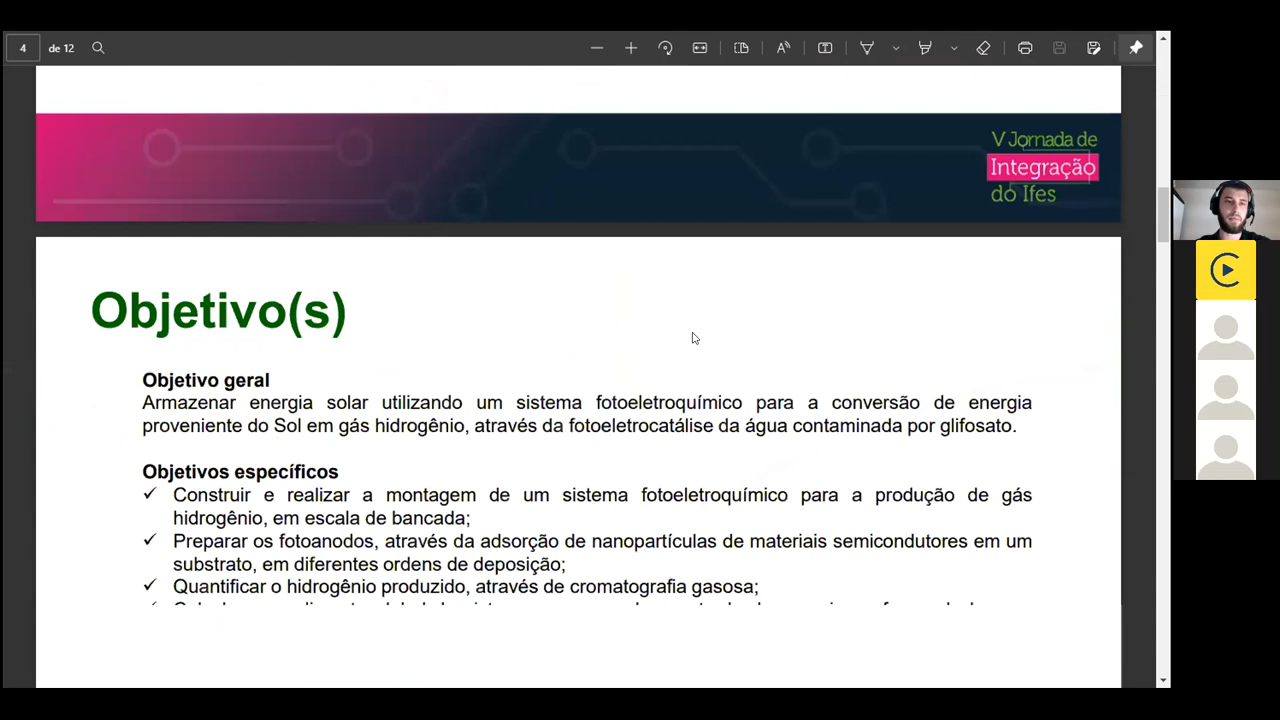 4 de 12
V Jornada de
Integração
do Ifes
Objetivo(s)
Objetivo geral
Armazenar energia solar utilizando um sistema fotoeletroquímico para a conversão de energia
proveniente do Sol em gás hidrogênio, através da fotoeletrocatálise da água contaminada por glifosato.
Objetivos específicos
✓ Construir e realizar a montagem de um sistema fotoeletroquímico para a produção de gás
hidrogênio, em escala de bancada;
✓ Preparar os fotoanodos, através da adsorção de nanopartículas de materiais semicondutores em um
substrato, em diferentes ordens de deposição;
✓ Quantificar o hidrogênio produzido, através de cromatografia gasosa;